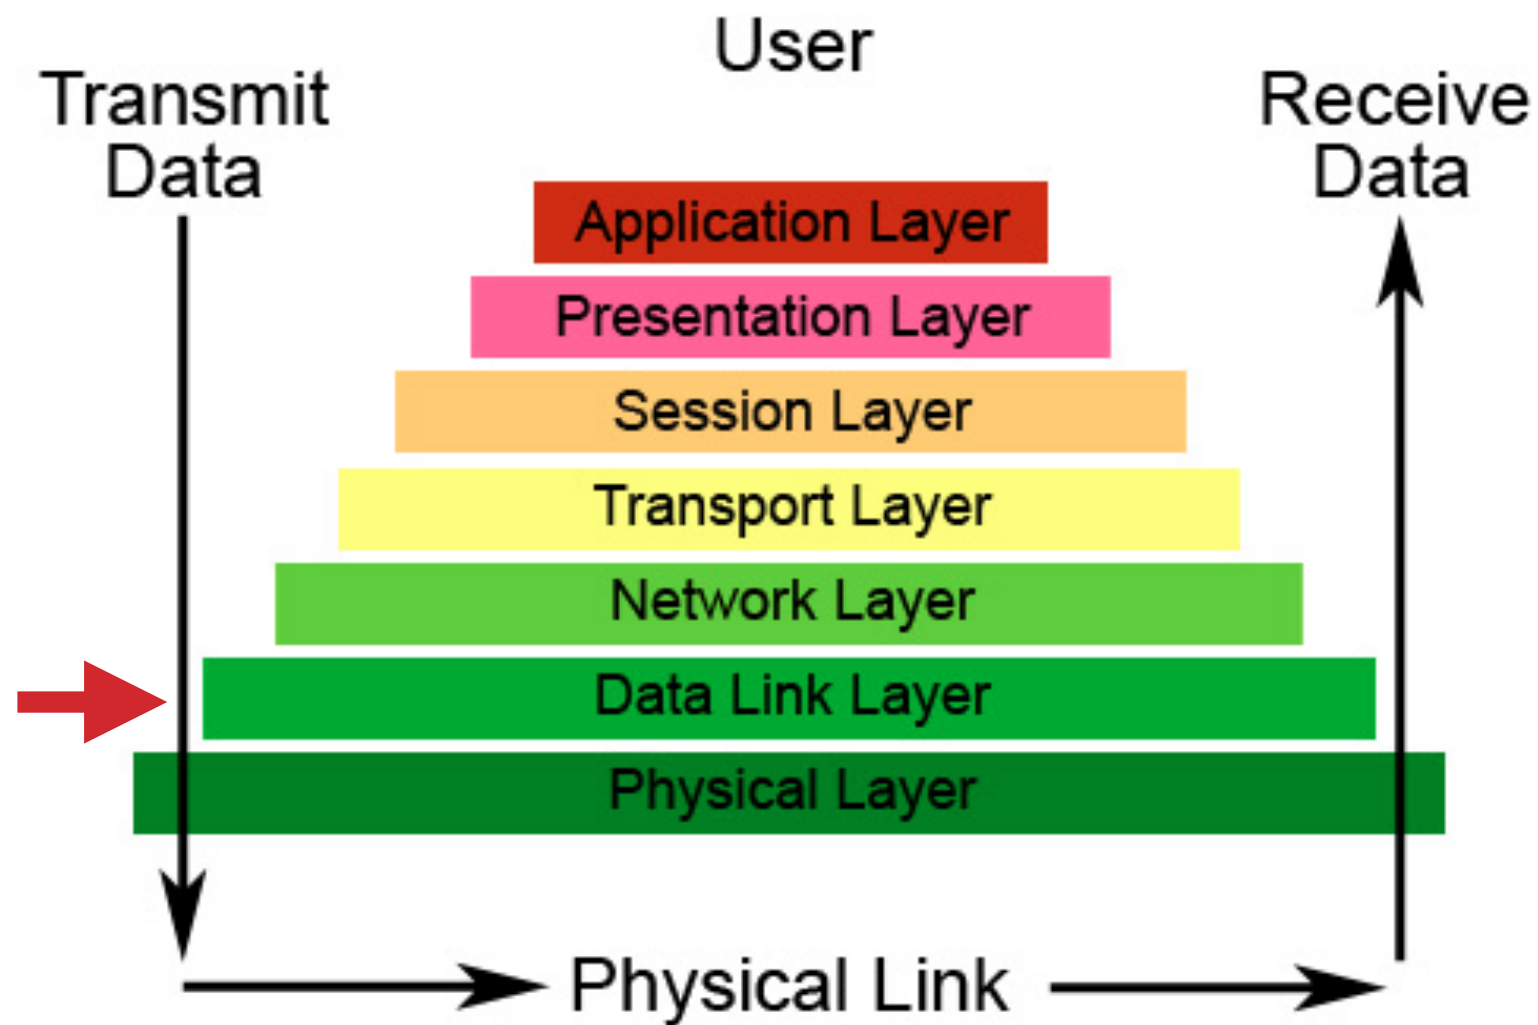 User
Transmit
Data
Receive
Data
Application Layer
Presentation Layer
Session Layer
Transport Layer
Network Layer
Data Link Layer
Physical Layer
Physical Link